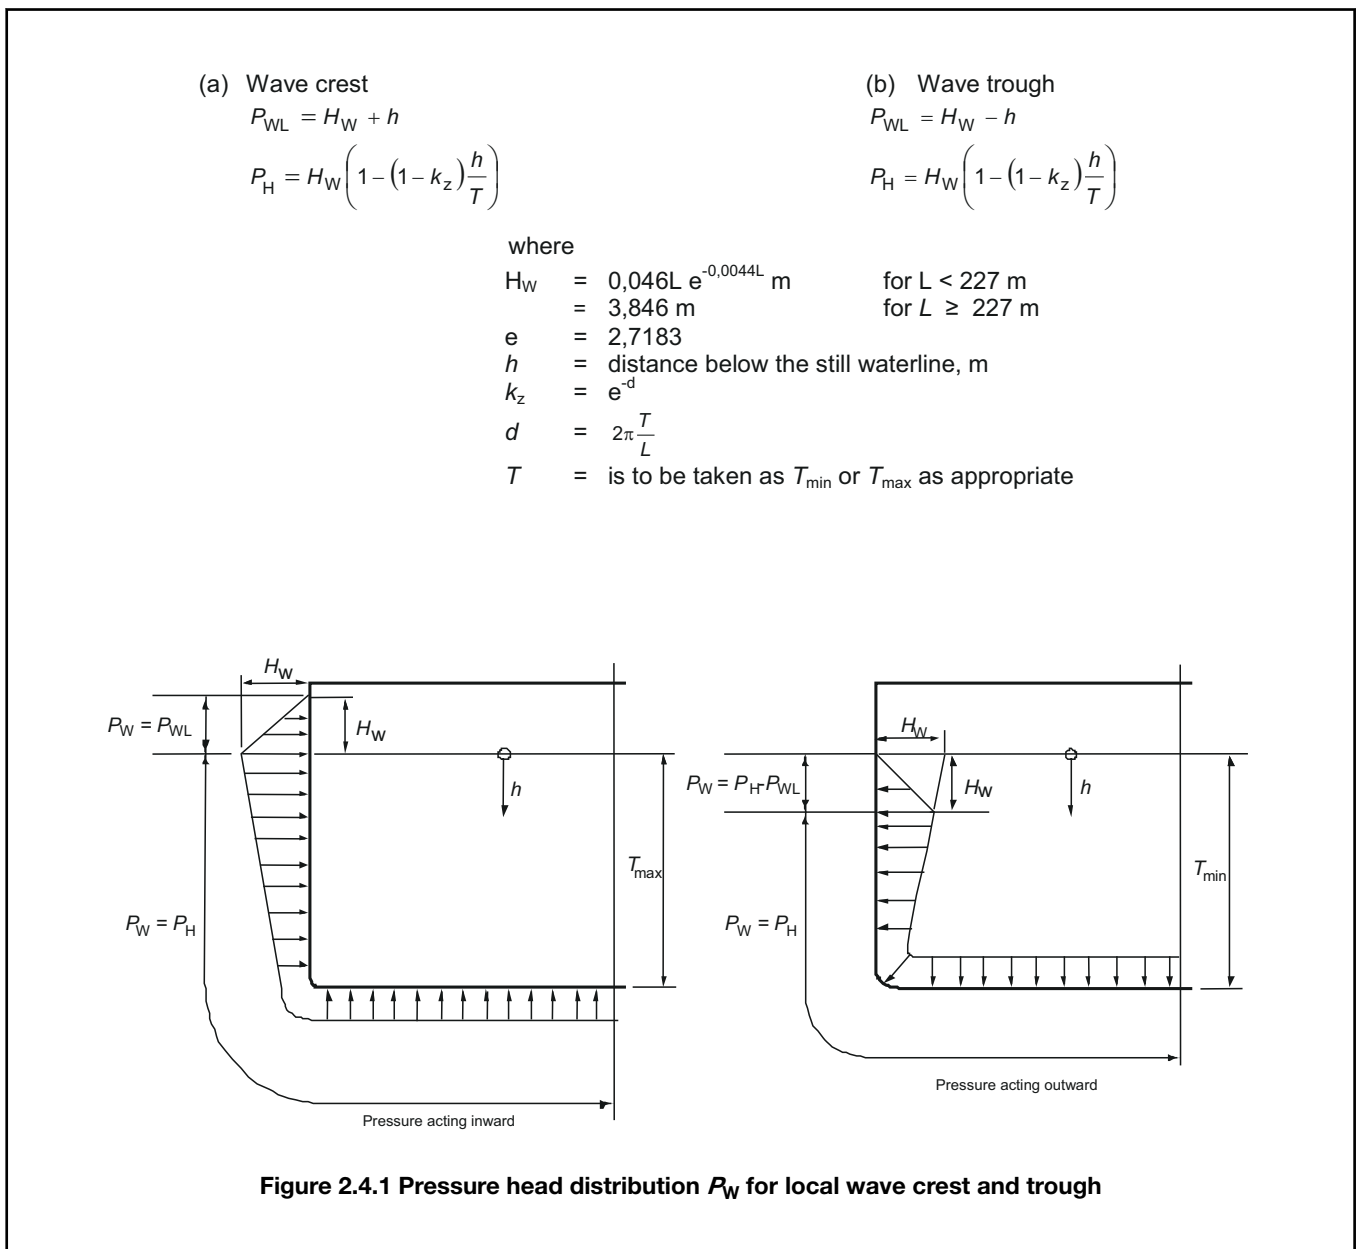 (a) Wave crest
P_WL = H_W + h
P_H = H_W (1 – (1 – k_z) h/T)
(b) Wave trough
P_WL = H_W – h
P_H = H_W (1 – (1 – k_z) h/T)
where
H_W = 0,046L e^-0,0044L m for L < 227 m
= 3,846 m for L ≥ 227 m
e = 2,7183
h = distance below the still waterline, m
k_z = e^-d
d = 2π T/L
T = is to be taken as T_min or T_max as appropriate
H_W
P_W = P_WL
H_W
h
T_max
P_W = P_H
Pressure acting inward
H_W
P_W = P_H-P_WL
H_W
h
T_min
P_W = P_H
Pressure acting outward
Figure 2.4.1 Pressure head distribution P_W for local wave crest and trough